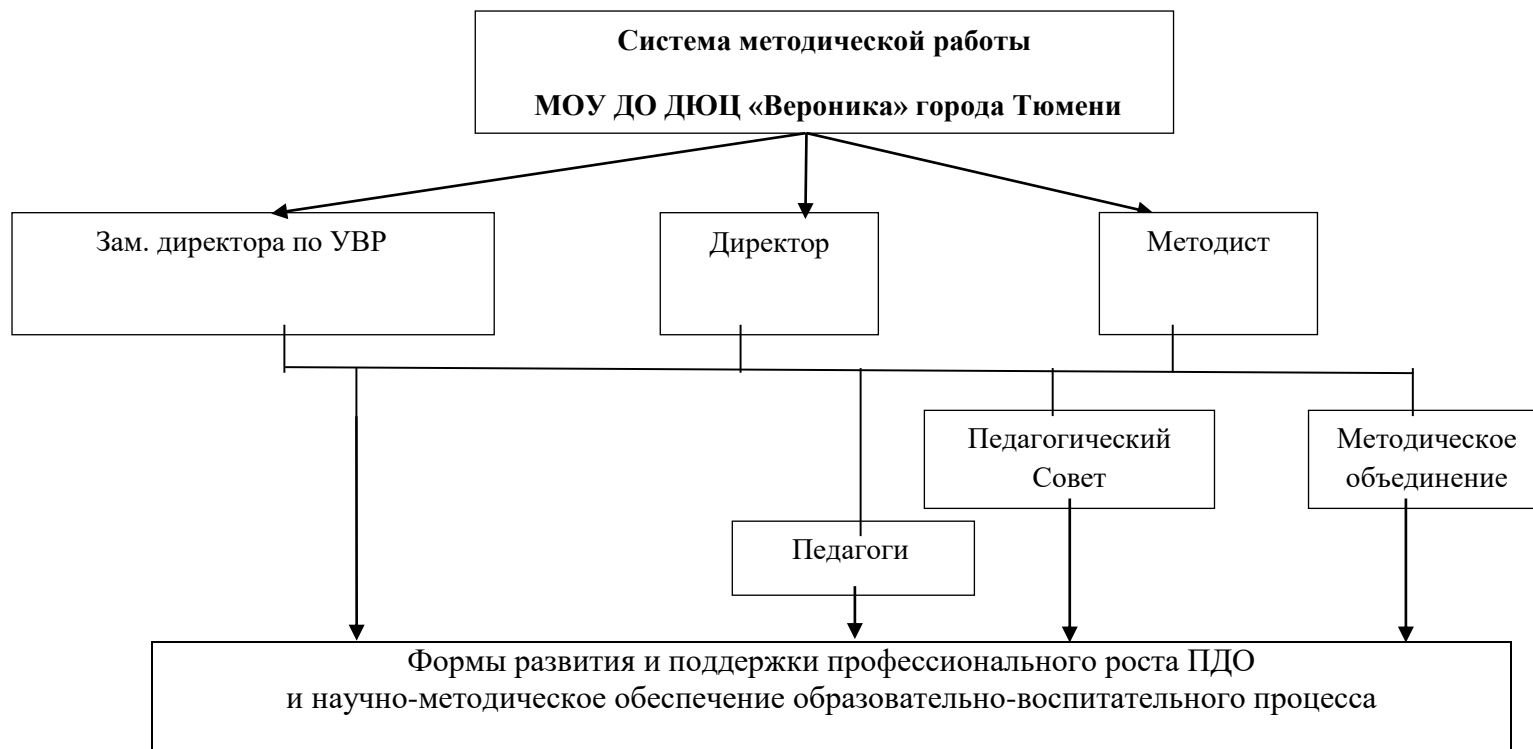 Система методической работы
МОУ ДО ДЮЦ «Вероника» города Тюмени
Зам. директора по УВР
Директор
Методист
Педагогический
Совет
Методическое
объединение
Педагоги
Формы развития и поддержки профессионального роста ПДО
и научно-методическое обеспечение образовательно-воспитательного процесса